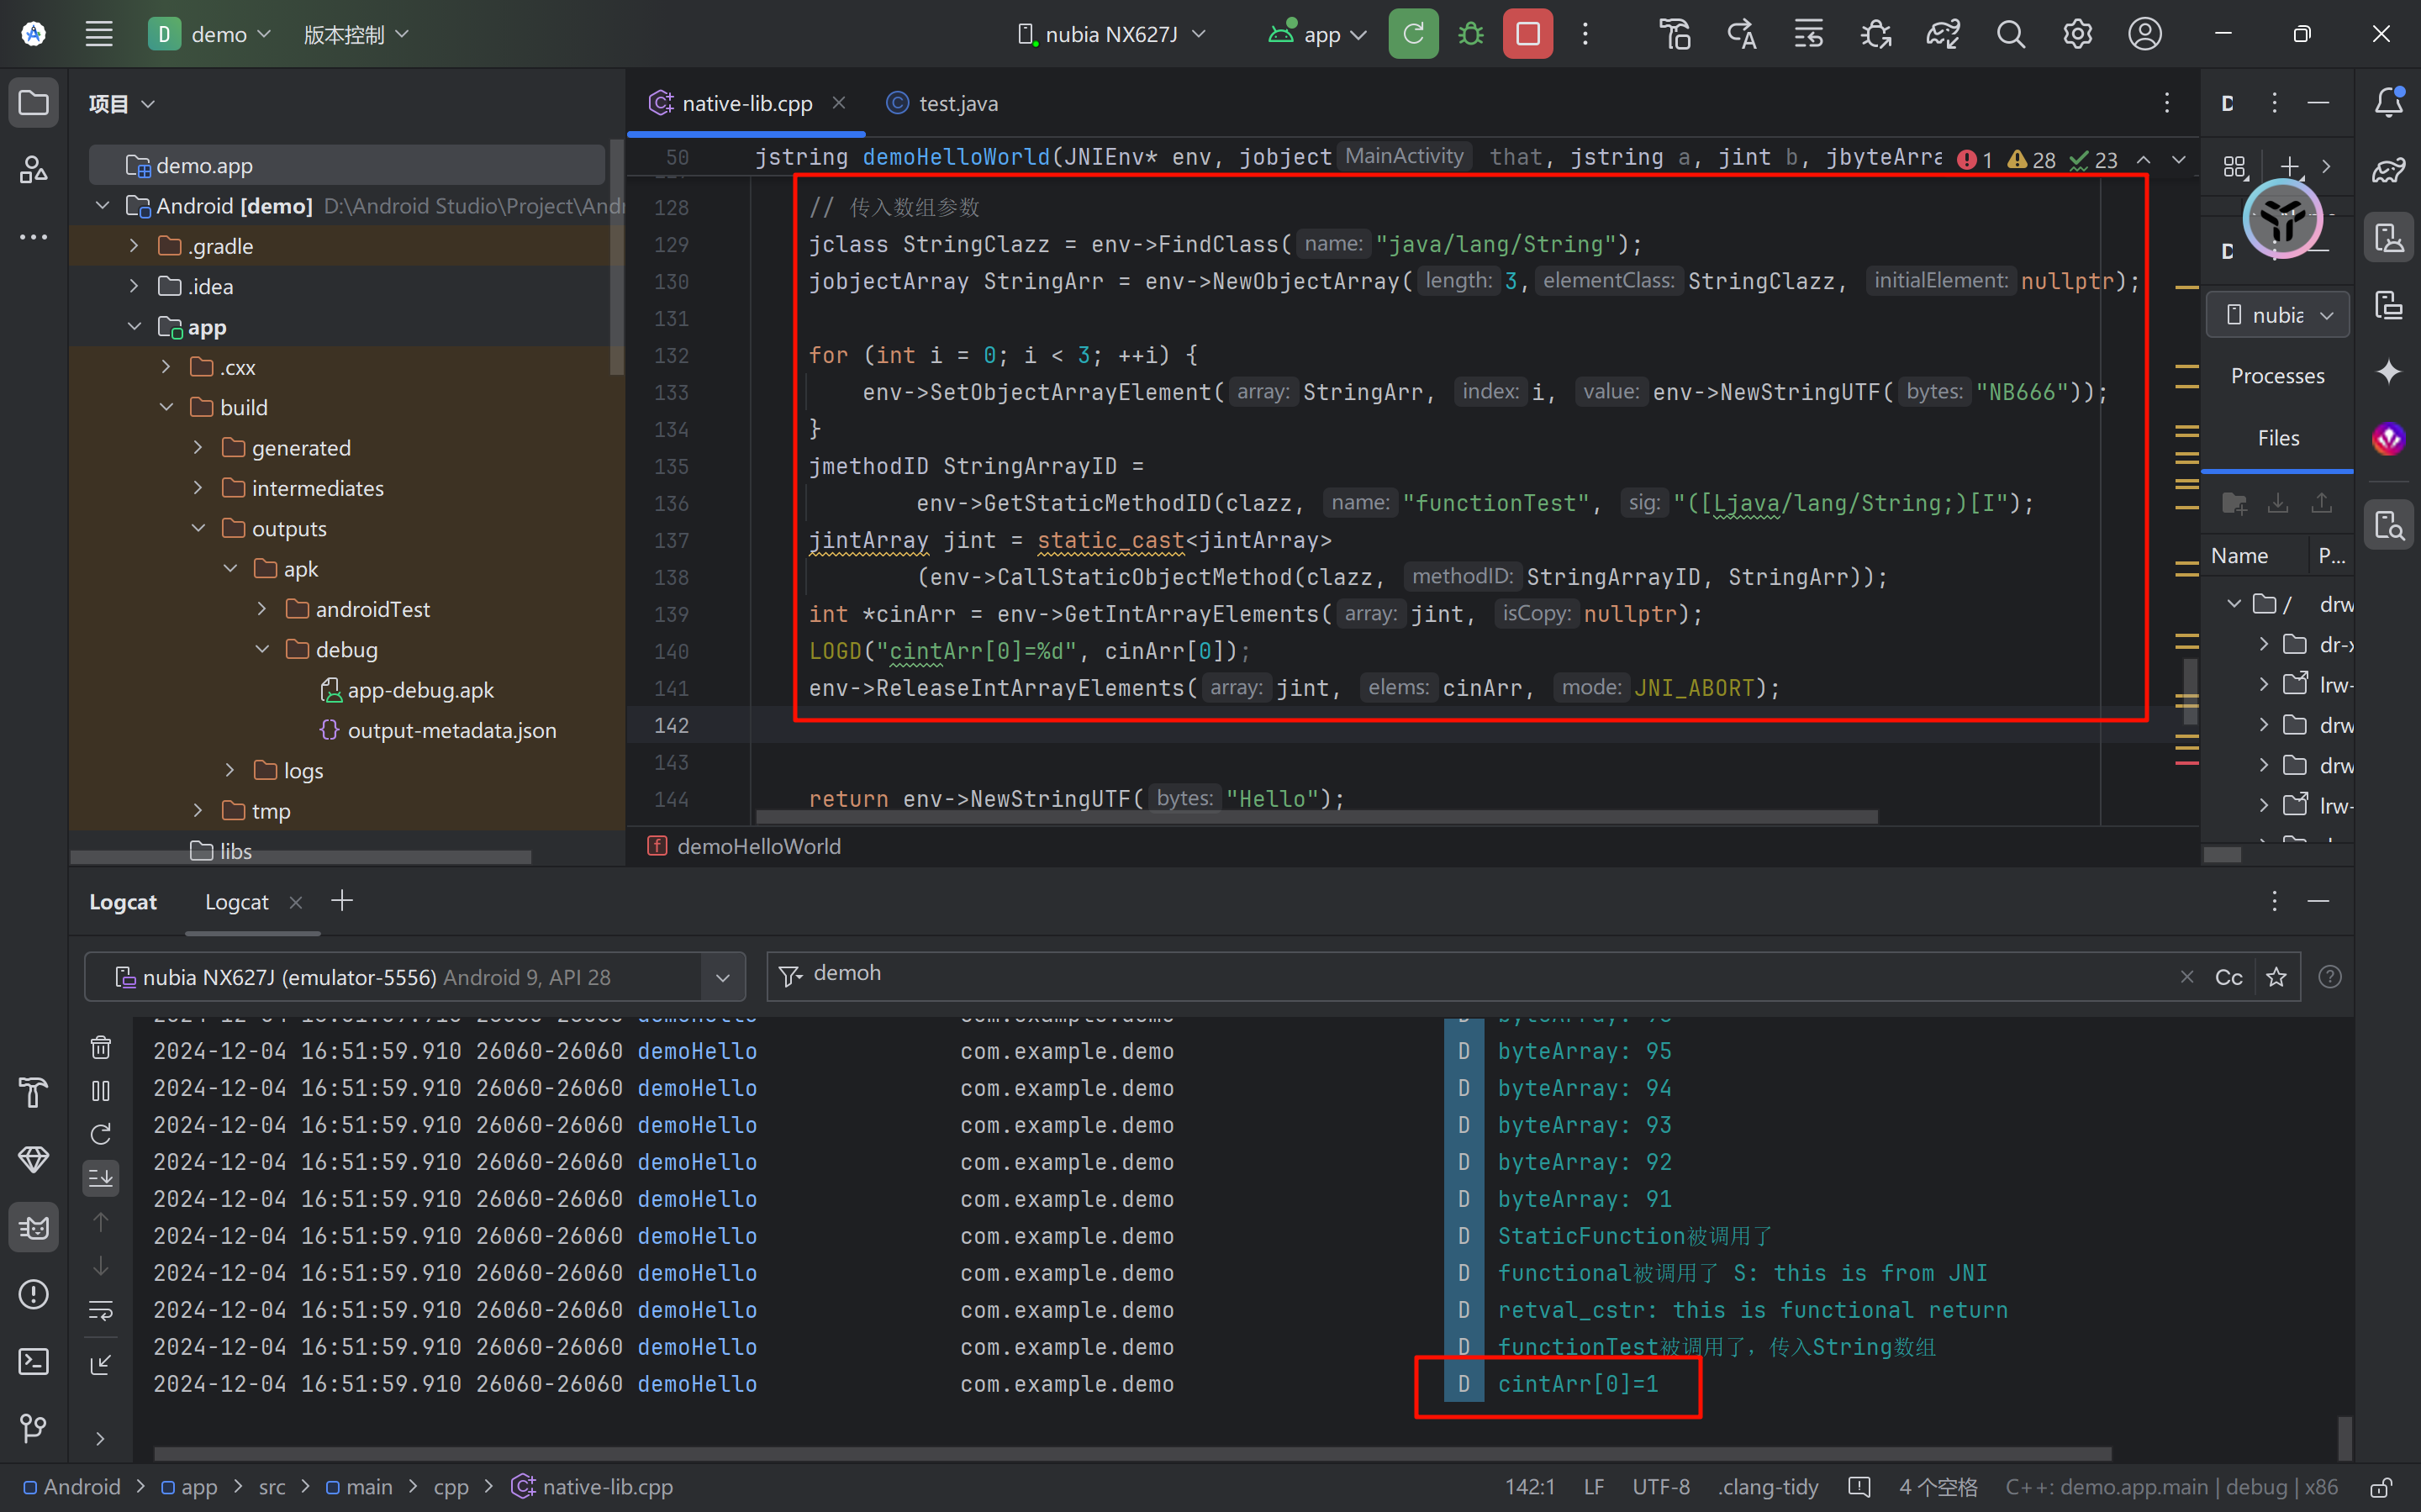 D demo 版本控制 nubia NX627J app
项目
native-lib.cpp test.java
demo.app
Android [demo] D:\Android Studio\Project\And
.gradle
.idea
app
.cxx
build
generated
intermediates
outputs
apk
androidTest
debug
app-debug.apk
output-metadata.json
logs
tmp
libs
50 jstring demoHelloWorld(JNIEnv* env, jobject MainActivity that, jstring a, jint b, jbyteArra 1 28 23
128 // 传入数组参数
129 jclass StringClazz = env->FindClass( name: "java/lang/String");
130 jobjectArray StringArr = env->NewObjectArray( length: 3, elementClass: StringClazz, initialElement: nullptr);
131
132 for (int i = 0; i < 3; ++i) {
133 env->SetObjectArrayElement( array: StringArr, index: i, value: env->NewStringUTF( bytes: "NB666"));
134 }
135 jmethodID StringArrayID =
136 env->GetStaticMethodID(clazz, name: "functionTest", sig: "([Ljava/lang/String;)[I");
137 jintArray jint = static_cast<jintArray>
138 (env->CallStaticObjectMethod(clazz, methodID: StringArrayID, StringArr));
139 int *cinArr = env->GetIntArrayElements( array: jint, isCopy: nullptr);
140 LOGD("cintArr[0]=%d", cinArr[0]);
141 env->ReleaseIntArrayElements( array: jint, elems: cinArr, mode: JNI_ABORT);
142
143
144 return env->NewStringUTF( bytes: "Hello");
demoHelloWorld
D
D
nubia
Processes
Files
Name P...
/ drw
dr-x
lrw-
drw
drw
lrw-
Logcat Logcat
nubia NX627J (emulator-5556) Android 9, API 28 demoh Cc
2024-12-04 16:51:59.910 26060-26060 demoHello com.example.demo D byteArray: 95
2024-12-04 16:51:59.910 26060-26060 demoHello com.example.demo D byteArray: 94
2024-12-04 16:51:59.910 26060-26060 demoHello com.example.demo D byteArray: 93
2024-12-04 16:51:59.910 26060-26060 demoHello com.example.demo D byteArray: 92
2024-12-04 16:51:59.910 26060-26060 demoHello com.example.demo D byteArray: 91
2024-12-04 16:51:59.910 26060-26060 demoHello com.example.demo D StaticFunction被调用了
2024-12-04 16:51:59.910 26060-26060 demoHello com.example.demo D functional被调用了 S: this is from JNI
2024-12-04 16:51:59.910 26060-26060 demoHello com.example.demo D retval_cstr: this is functional return
2024-12-04 16:51:59.910 26060-26060 demoHello com.example.demo D functionTest被调用了，传入String数组
2024-12-04 16:51:59.910 26060-26060 demoHello com.example.demo D cintArr[0]=1
Android > app > src > main > cpp > native-lib.cpp 142:1 LF UTF-8 .clang-tidy 4 个空格 C++: demo.app.main | debug | x86